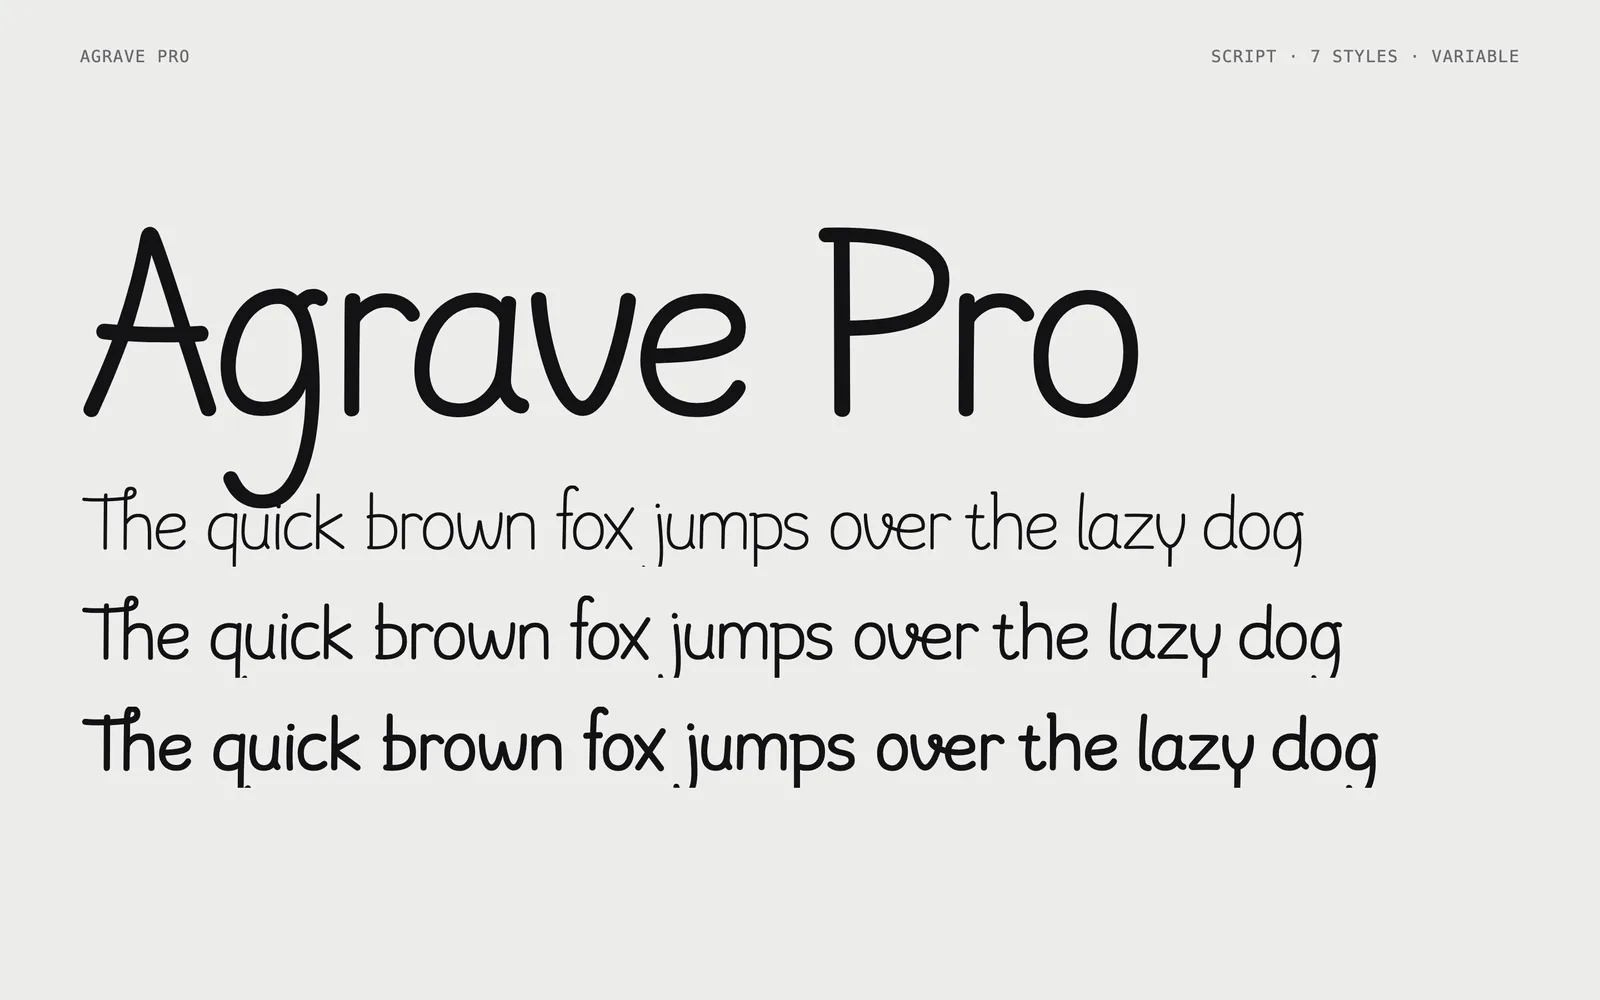 AGRAVE PRO
SCRIPT · 7 STYLES · VARIABLE
Agrave Pro
The quick brown fox jumps over the lazy dog
The quick brown fox jumps over the lazy dog
The quick brown fox jumps over the lazy dog